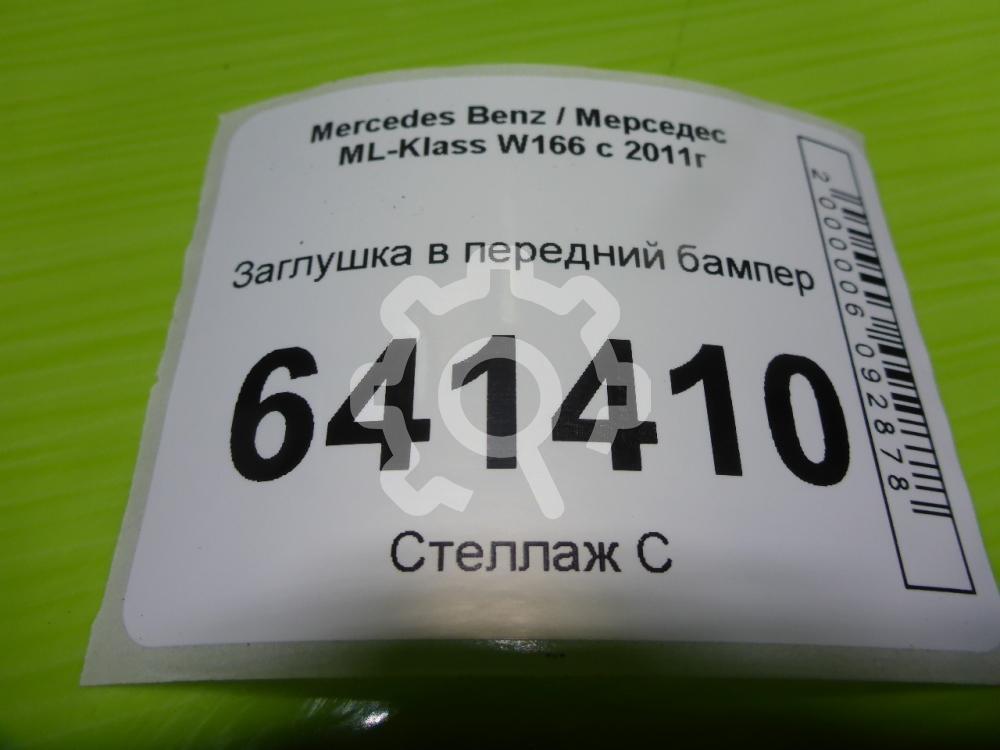 Mercedes Benz / Мерседес
ML-Klass W166 с 2011г
Заглушка в передний бампер
641410
Стеллаж С
2000006092878